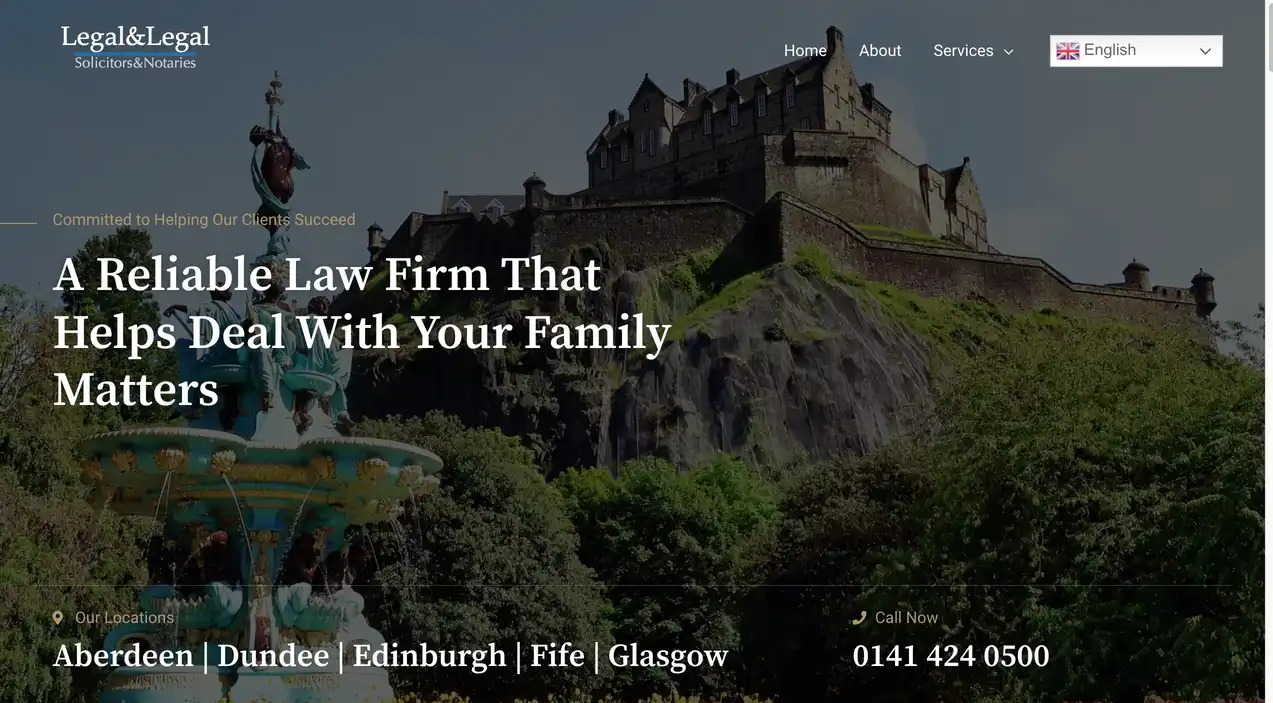 Legal&Legal
Solicitors&Notaries
Home
About
Services
English
Committed to Helping Our Clients Succeed
A Reliable Law Firm That
Helps Deal With Your Family
Matters
Our Locations
Aberdeen | Dundee | Edinburgh | Fife | Glasgow
Call Now
0141 424 0500